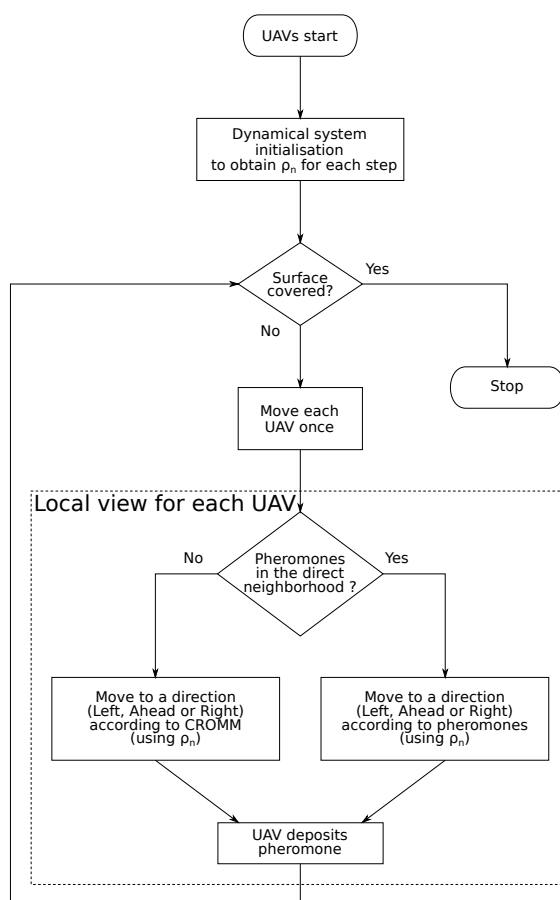 UAVs start
Dynamical system
initialisation
to obtain ρn for each step
Surface
covered?
Yes
No
Stop
Move each
UAV once
Local view for each UAV
Pheromones
in the direct
neighborhood ?
No
Yes
Move to a direction
(Left, Ahead or Right)
according to CROMM
(using ρn)
Move to a direction
(Left, Ahead or Right)
according to pheromones
(using ρn)
UAV deposits
pheromone